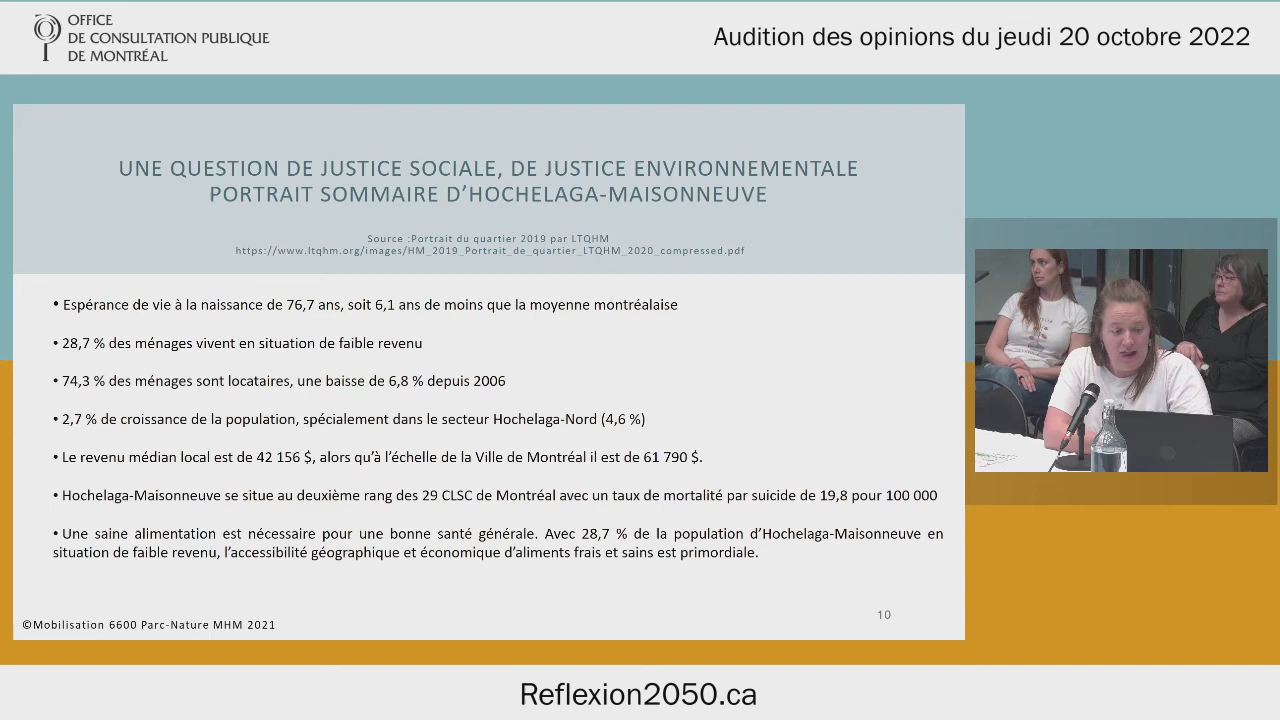 OFFICE
DE CONSULTATION PUBLIQUE
DE MONTRÉAL
Audition des opinions du jeudi 20 octobre 2022
UNE QUESTION DE JUSTICE SOCIALE, DE JUSTICE ENVIRONNEMENTALE
PORTRAIT SOMMAIRE D’HOCHELAGA-MAISONNEUVE
Source :Portrait du quartier 2019 par LTQHM
https://www.ltqhm.org/images/HM_2019_Portrait_de_quartier_LTQHM_2020_compressed.pdf
• Espérance de vie à la naissance de 76,7 ans, soit 6,1 ans de moins que la moyenne montréalaise
• 28,7 % des ménages vivent en situation de faible revenu
• 74,3 % des ménages sont locataires, une baisse de 6,8 % depuis 2006
• 2,7 % de croissance de la population, spécialement dans le secteur Hochelaga-Nord (4,6 %)
• Le revenu médian local est de 42 156 $, alors qu’à l’échelle de la Ville de Montréal il est de 61 790 $.
• Hochelaga-Maisonneuve se situe au deuxième rang des 29 CLSC de Montréal avec un taux de mortalité par suicide de 19,8 pour 100 000
• Une saine alimentation est nécessaire pour une bonne santé générale. Avec 28,7 % de la population d’Hochelaga-Maisonneuve en
situation de faible revenu, l’accessibilité géographique et économique d’aliments frais et sains est primordiale.
10
©Mobilisation 6600 Parc-Nature MHM 2021
Reflexion2050.ca